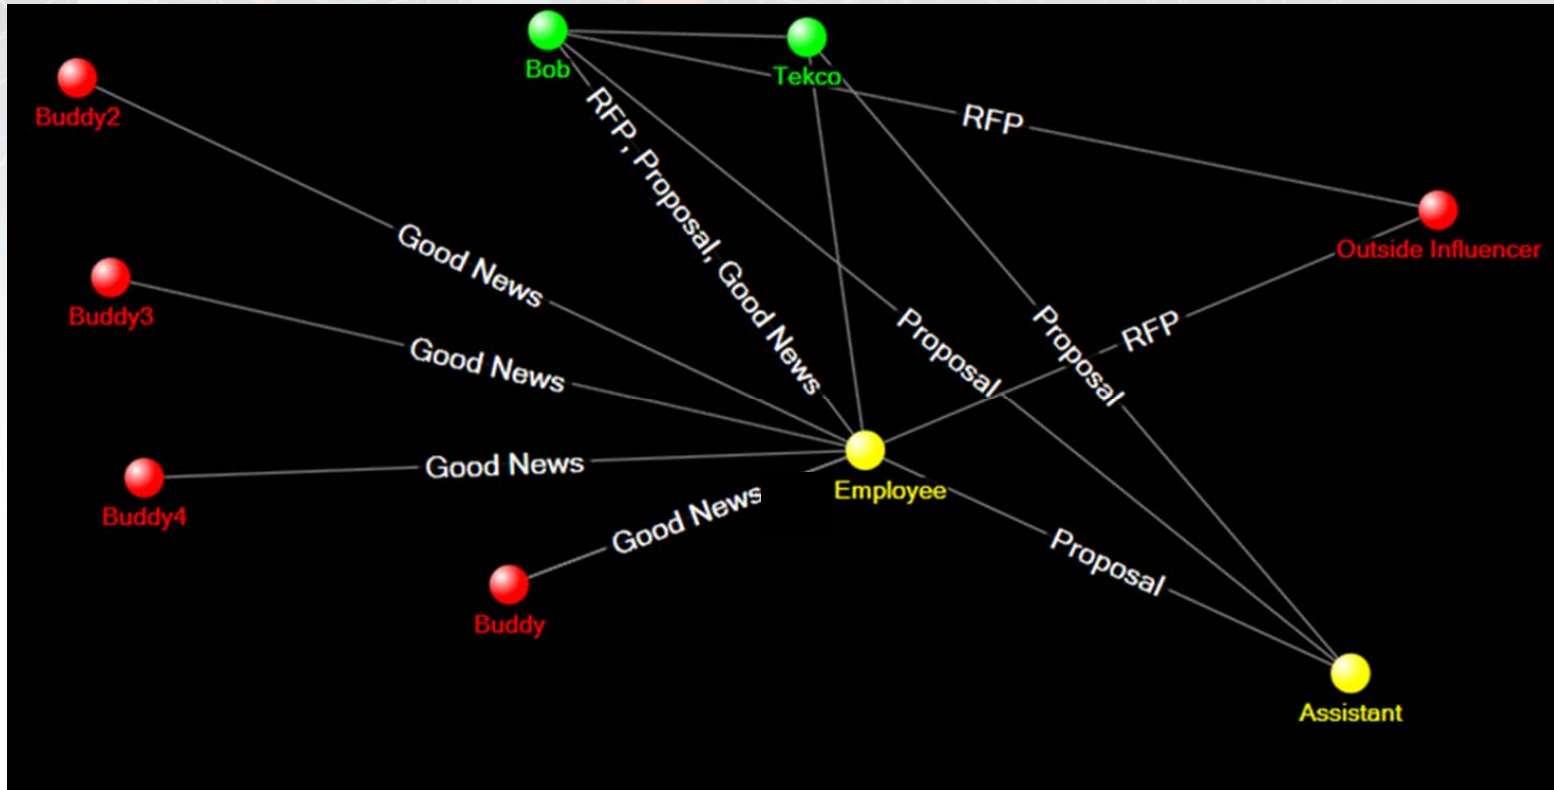 Bob
Tekco
Buddy2
RFP
RFP, Proposal, Good News
Good News
Outside Influencer
Buddy3
Proposal
Proposal
RFP
Good News
Good News
Employee
Buddy4
Good News
Proposal
Buddy
Assistant